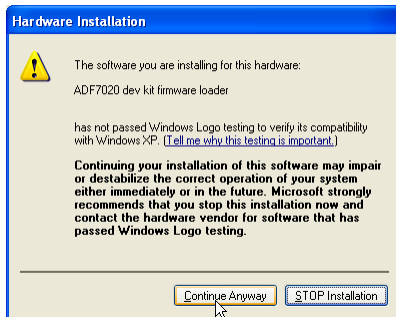 Hardware Installation
The software you are installing for this hardware:
ADF7020 dev kit firmware loader
has not passed Windows Logo testing to verify its compatibility
with Windows XP. (Tell me why this testing is important.)
Continuing your installation of this software may impair
or destabilize the correct operation of your system
either immediately or in the future. Microsoft strongly
recommends that you stop this installation now and
contact the hardware vendor for software that has
passed Windows Logo testing.
Continue Anyway
STOP Installation